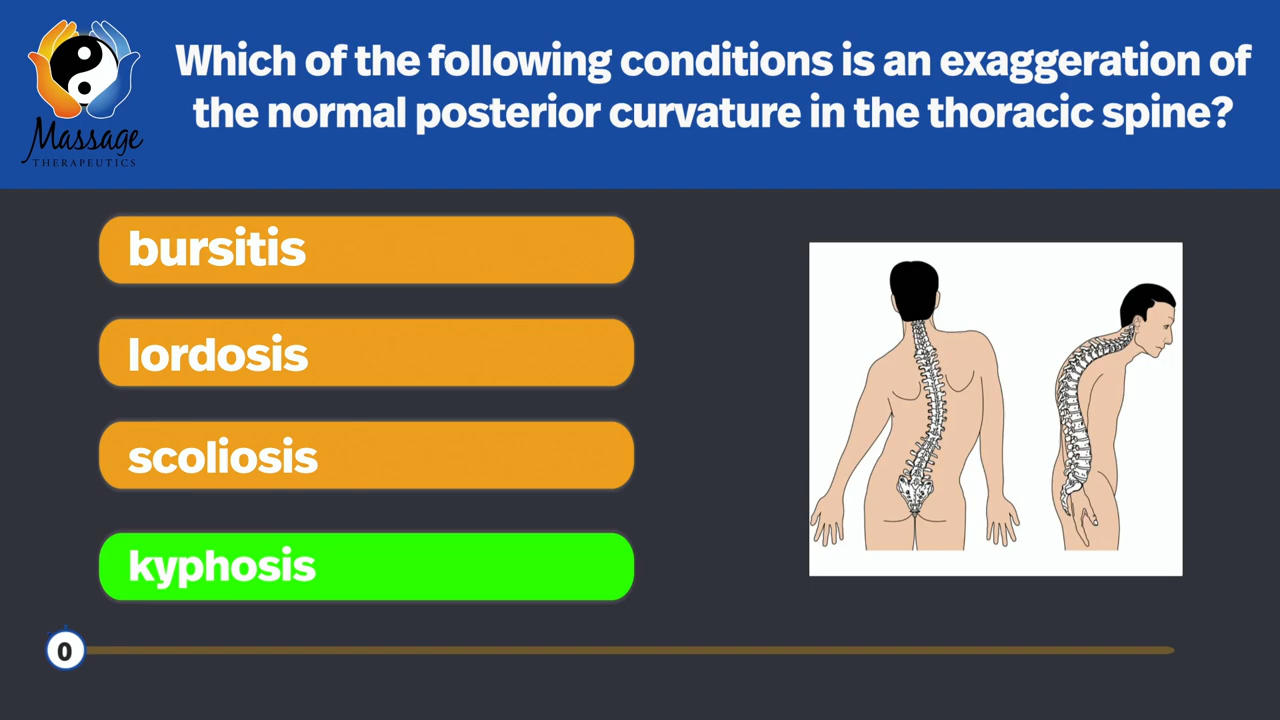 Massage
THERAPEUTICS
Which of the following conditions is an exaggeration of
the normal posterior curvature in the thoracic spine?
bursitis
lordosis
scoliosis
kyphosis
0